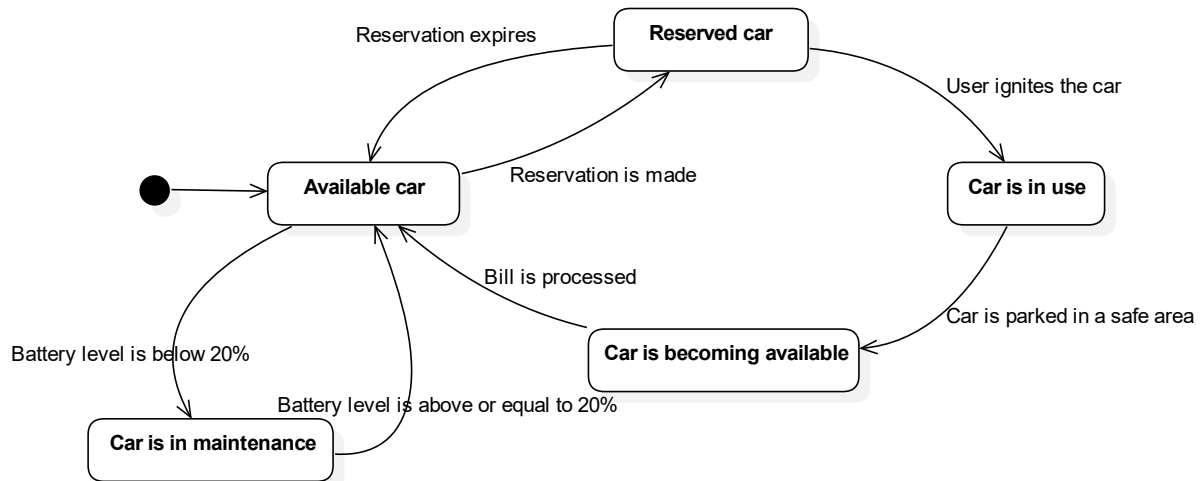 Reserved car
Reservation expires
User ignites the car
Reservation is made
Available car
Car is in use
Bill is processed
Car is parked in a safe area
Car is becoming available
Battery level is below 20%
Battery level is above or equal to 20%
Car is in maintenance